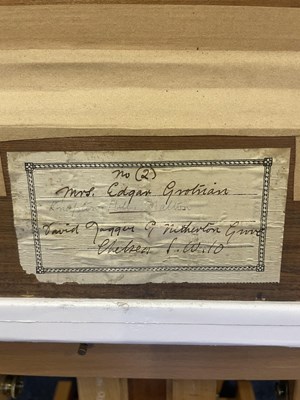 No (2)
Mrs. Edgar Grotrian
David Jagger 9 Netherton Grove
Chelsea S.W.10